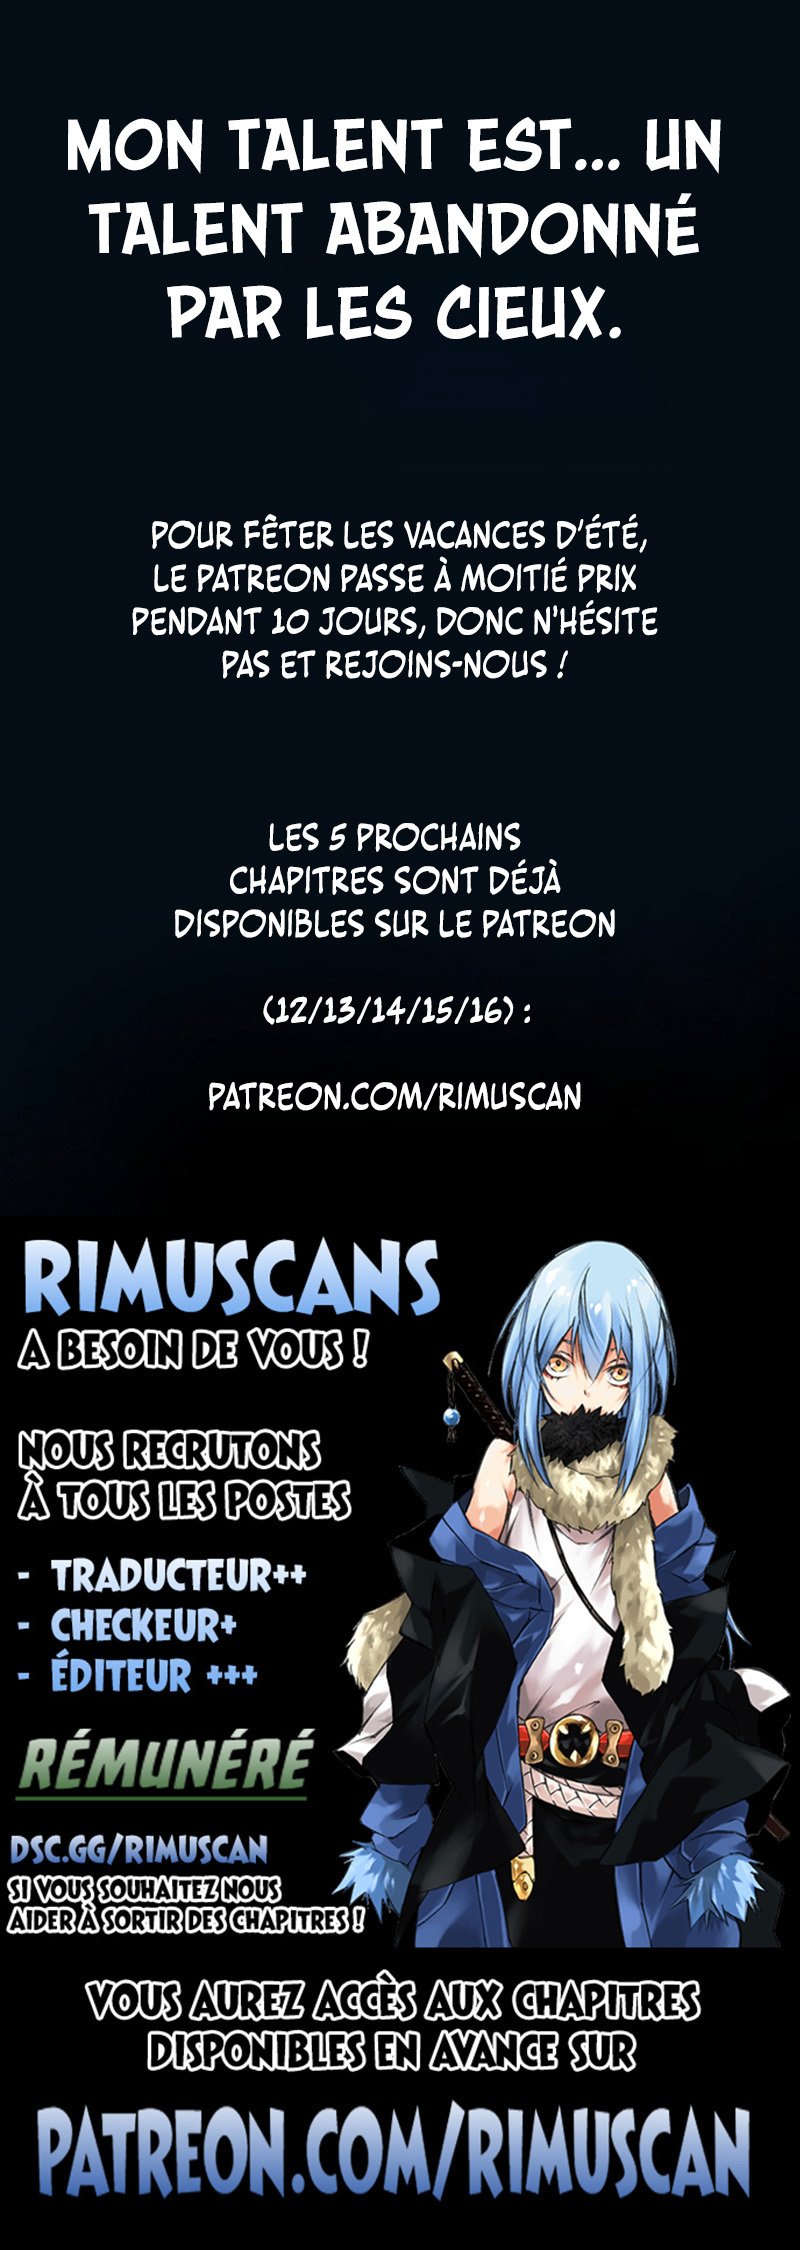 MON TALENT EST... UN
TALENT ABANDONNÉ
PAR LES CIEUX.
POUR FÊTER LES VACANCES D'ÉTÉ,
LE PATREON PASSE À MOITIÉ PRIX
PENDANT 10 JOURS, DONC N'HÉSITE
PAS ET REJOINS-NOUS !
LES 5 PROCHAINS
CHAPITRES SONT DÉJÀ
DISPONIBLES SUR LE PATREON
(12/13/14/15/16) :
PATREON.COM/RIMUSCAN
RIMUSCANS
A BESOIN DE VOUS !
NOUS RECRUTONS
À TOUS LES POSTES
- TRADUCTEUR++
- CHECKEUR+
- ÉDITEUR +++
RÉMUNÉRÉ
DSC.GG/RIMUSCAN
SI VOUS SOUHAITEZ NOUS
AIDER À SORTIR DES CHAPITRES !
VOUS AUREZ ACCÈS AUX CHAPITRES
DISPONIBLES EN AVANCE SUR
PATREON.COM/RIMUSCAN